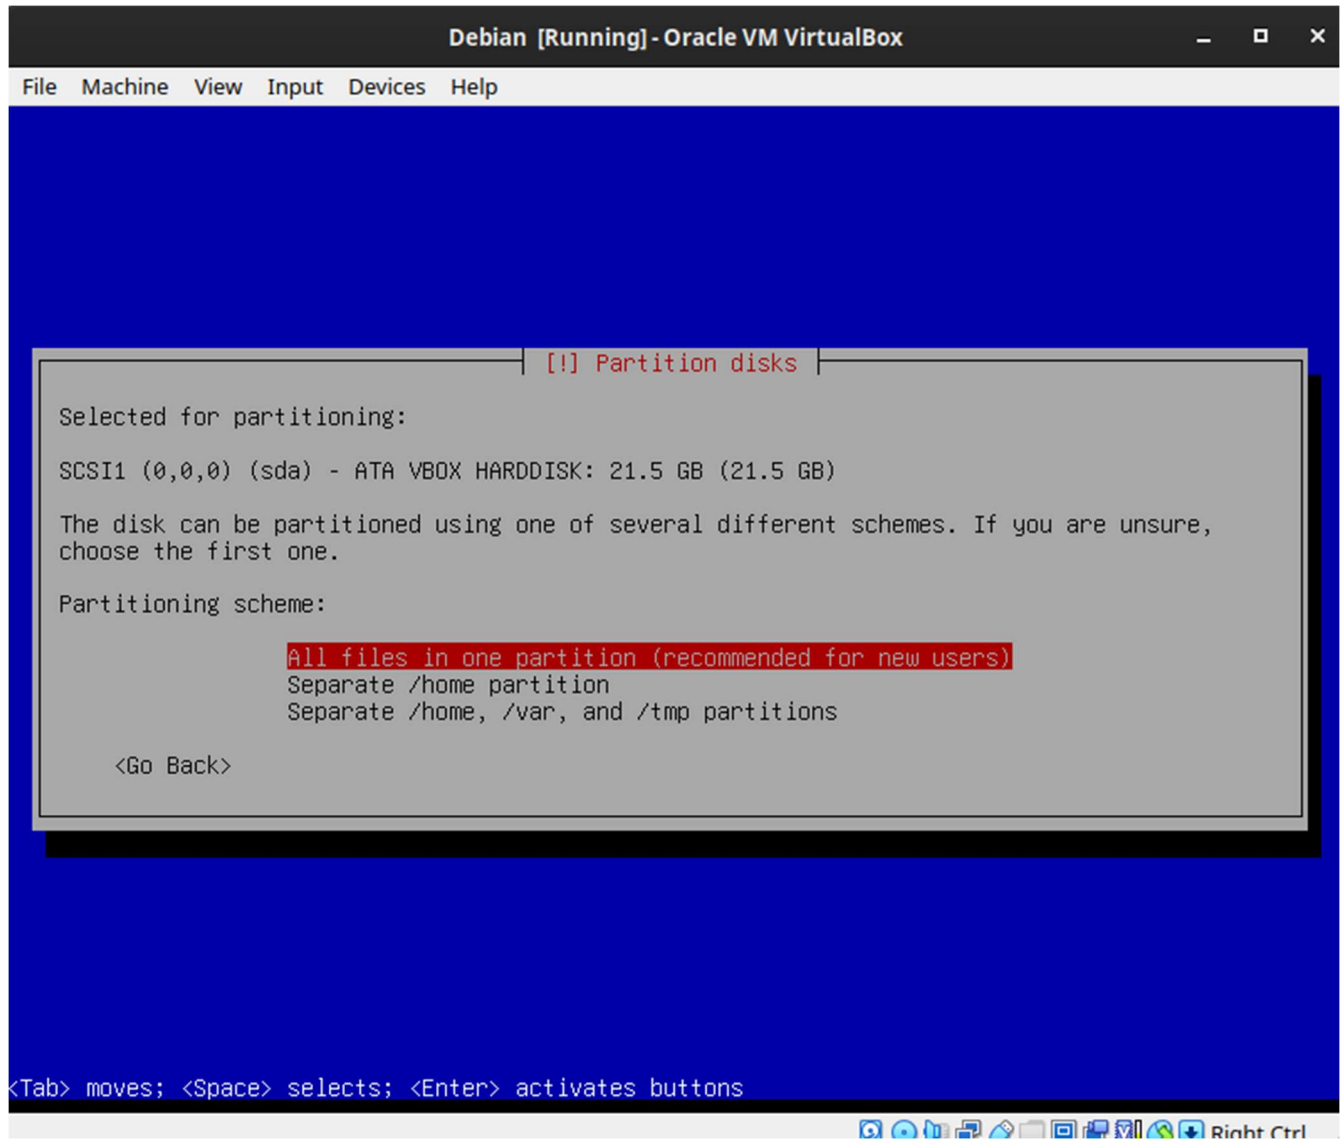 Debian [Running] - Oracle VM VirtualBox
File Machine View Input Devices Help
[!] Partition disks
Selected for partitioning:
SCSI1 (0,0,0) (sda) - ATA VBOX HARDDISK: 21.5 GB (21.5 GB)
The disk can be partitioned using one of several different schemes. If you are unsure,
choose the first one.
Partitioning scheme:
All files in one partition (recommended for new users)
Separate /home partition
Separate /home, /var, and /tmp partitions
<Go Back>
<Tab> moves; <Space> selects; <Enter> activates buttons
Right Ctrl